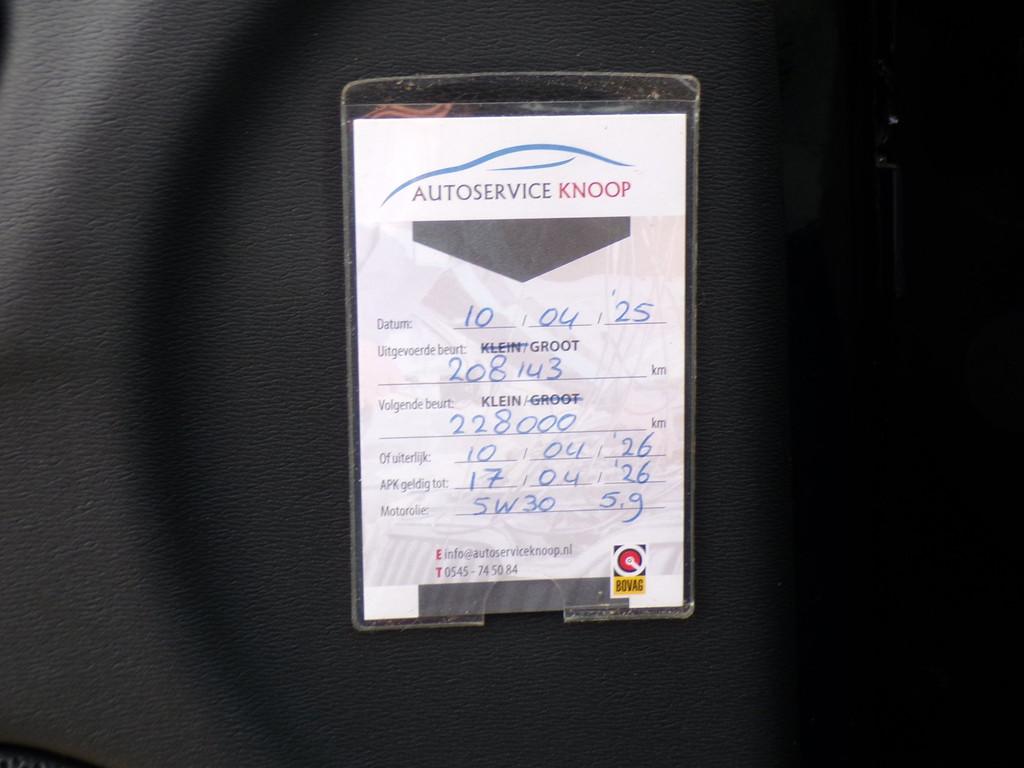 AUTOSERVICE KNOOP
Datum: 10 / 04 / '25
Uitgevoerde beurt: KLEIN / GROOT
208143 km
Volgende beurt: KLEIN / GROOT
228000 km
Of uiterlijk: 10 / 04 / '26
APK geldig tot: 17 / 04 / '26
Motorolie: 5W30 5,9
E info@autoserviceknoop.nl
T 0545 - 74 50 84
BOVAG